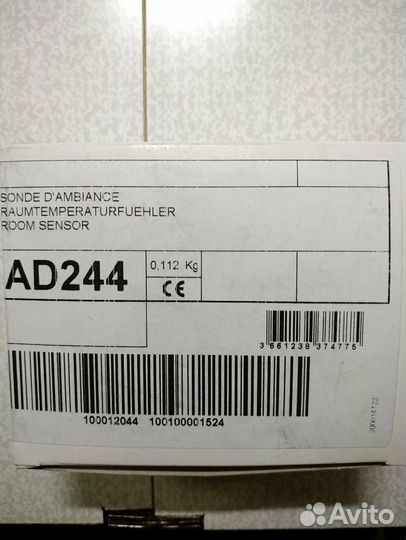 SONDE D'AMBIANCE
RAUMTEMPERATURFUEHLER
ROOM SENSOR
AD244
0,112 Kg
CE
3 661238 374775
100012044 100100001524
Avito